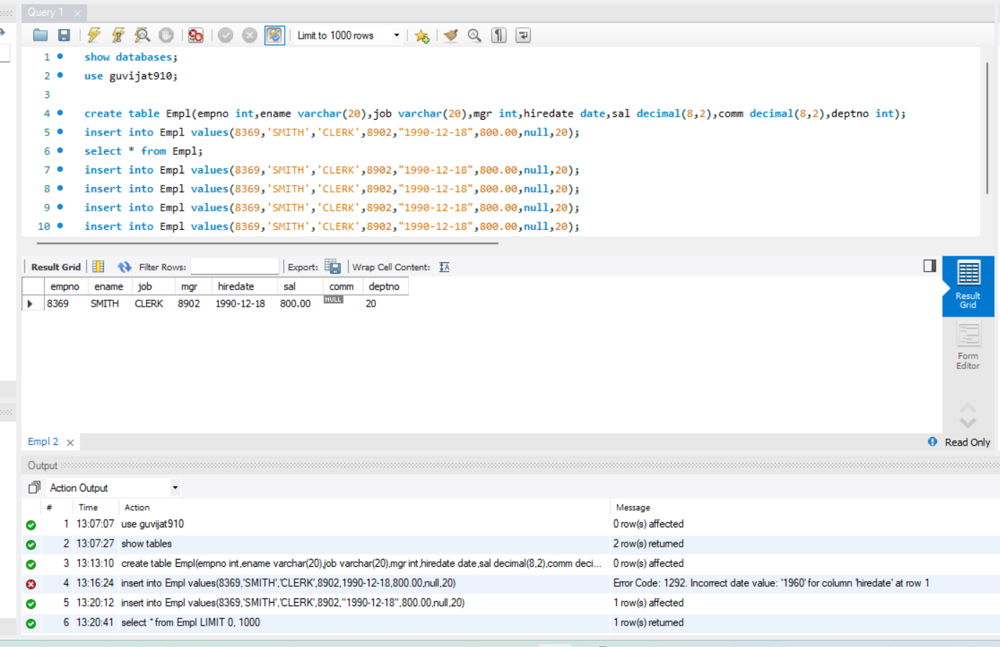 Query 1
Limit to 1000 rows
1 show databases;
2 use guvijat910;
3
4 create table Empl(empno int,ename varchar(20),job varchar(20),mgr int,hiredate date,sal decimal(8,2),comm decimal(8,2),deptno int);
5 insert into Empl values(8369,'SMITH','CLERK',8902,"1990-12-18",800.00,null,20);
6 select * from Empl;
7 insert into Empl values(8369,'SMITH','CLERK',8902,"1990-12-18",800.00,null,20);
8 insert into Empl values(8369,'SMITH','CLERK',8902,"1990-12-18",800.00,null,20);
9 insert into Empl values(8369,'SMITH','CLERK',8902,"1990-12-18",800.00,null,20);
10 insert into Empl values(8369,'SMITH','CLERK',8902,"1990-12-18",800.00,null,20);
Result Grid Filter Rows: Export: Wrap Cell Content:
empno ename job mgr hiredate sal comm deptno
8369 SMITH CLERK 8902 1990-12-18 800.00 NULL 20
Result
Grid
Form
Editor
Empl 2 Read Only
Output
Action Output
# Time Action Message
1 13:07:07 use guvijat910 0 row(s) affected
2 13:07:27 show tables 2 row(s) returned
3 13:13:10 create table Empl(empno int,ename varchar(20),job varchar(20),mgr int,hiredate date,sal decimal(8,2),comm deci... 0 row(s) affected
4 13:16:24 insert into Empl values(8369,'SMITH','CLERK',8902,1990-12-18,800.00,null,20) Error Code: 1292. Incorrect date value: '1960' for column 'hiredate' at row 1
5 13:20:12 insert into Empl values(8369,'SMITH','CLERK',8902,"1990-12-18",800.00,null,20) 1 row(s) affected
6 13:20:41 select * from Empl LIMIT 0, 1000 1 row(s) returned